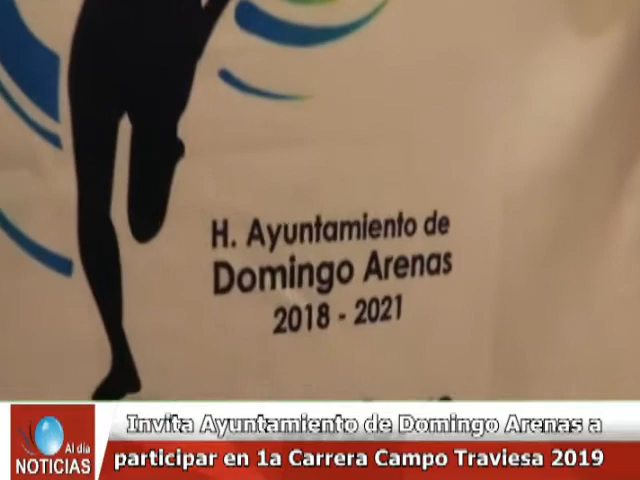 H. Ayuntamiento de
Domingo Arenas
2018 - 2021
Al día
NOTICIAS
Invita Ayuntamiento de Domingo Arenas a
participar en 1a Carrera Campo Traviesa 2019